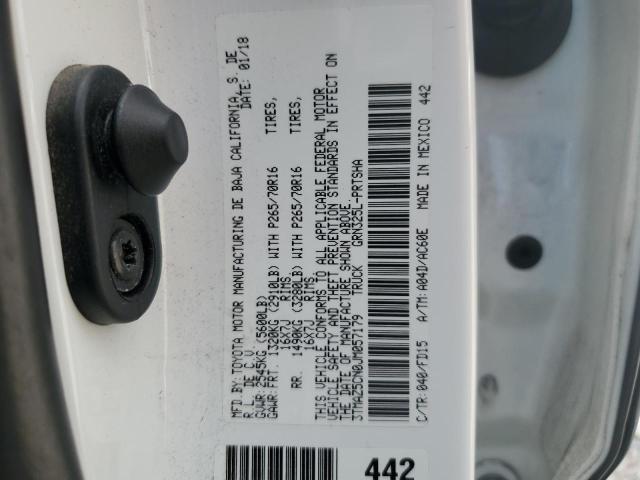 MFD.BY:TOYOTA MOTOR MANUFACTURING DE BAJA CALIFORNIA, S. DE
R. L. DE C.V. DATE: 01/18
GVWR: 2545KG (5600LB)
GAWR:FRT. 1320KG (2910LB) WITH P265/70R16 TIRES,
16X7J RIMS
RR. 1490KG (3280LB) WITH P265/70R16 TIRES,
16X7J RIMS
THIS VEHICLE CONFORMS TO ALL APPLICABLE FEDERAL MOTOR
VEHICLE SAFETY AND THEFT PREVENTION STANDARDS IN EFFECT ON
THE DATE OF MANUFACTURE SHOWN ABOVE.
3TMAZ5CN0JM057179 TRUCK GRN325L-PRTSHA
C/TR:040/FD15 A/TM:A04D/AC60E MADE IN MEXICO 442
442